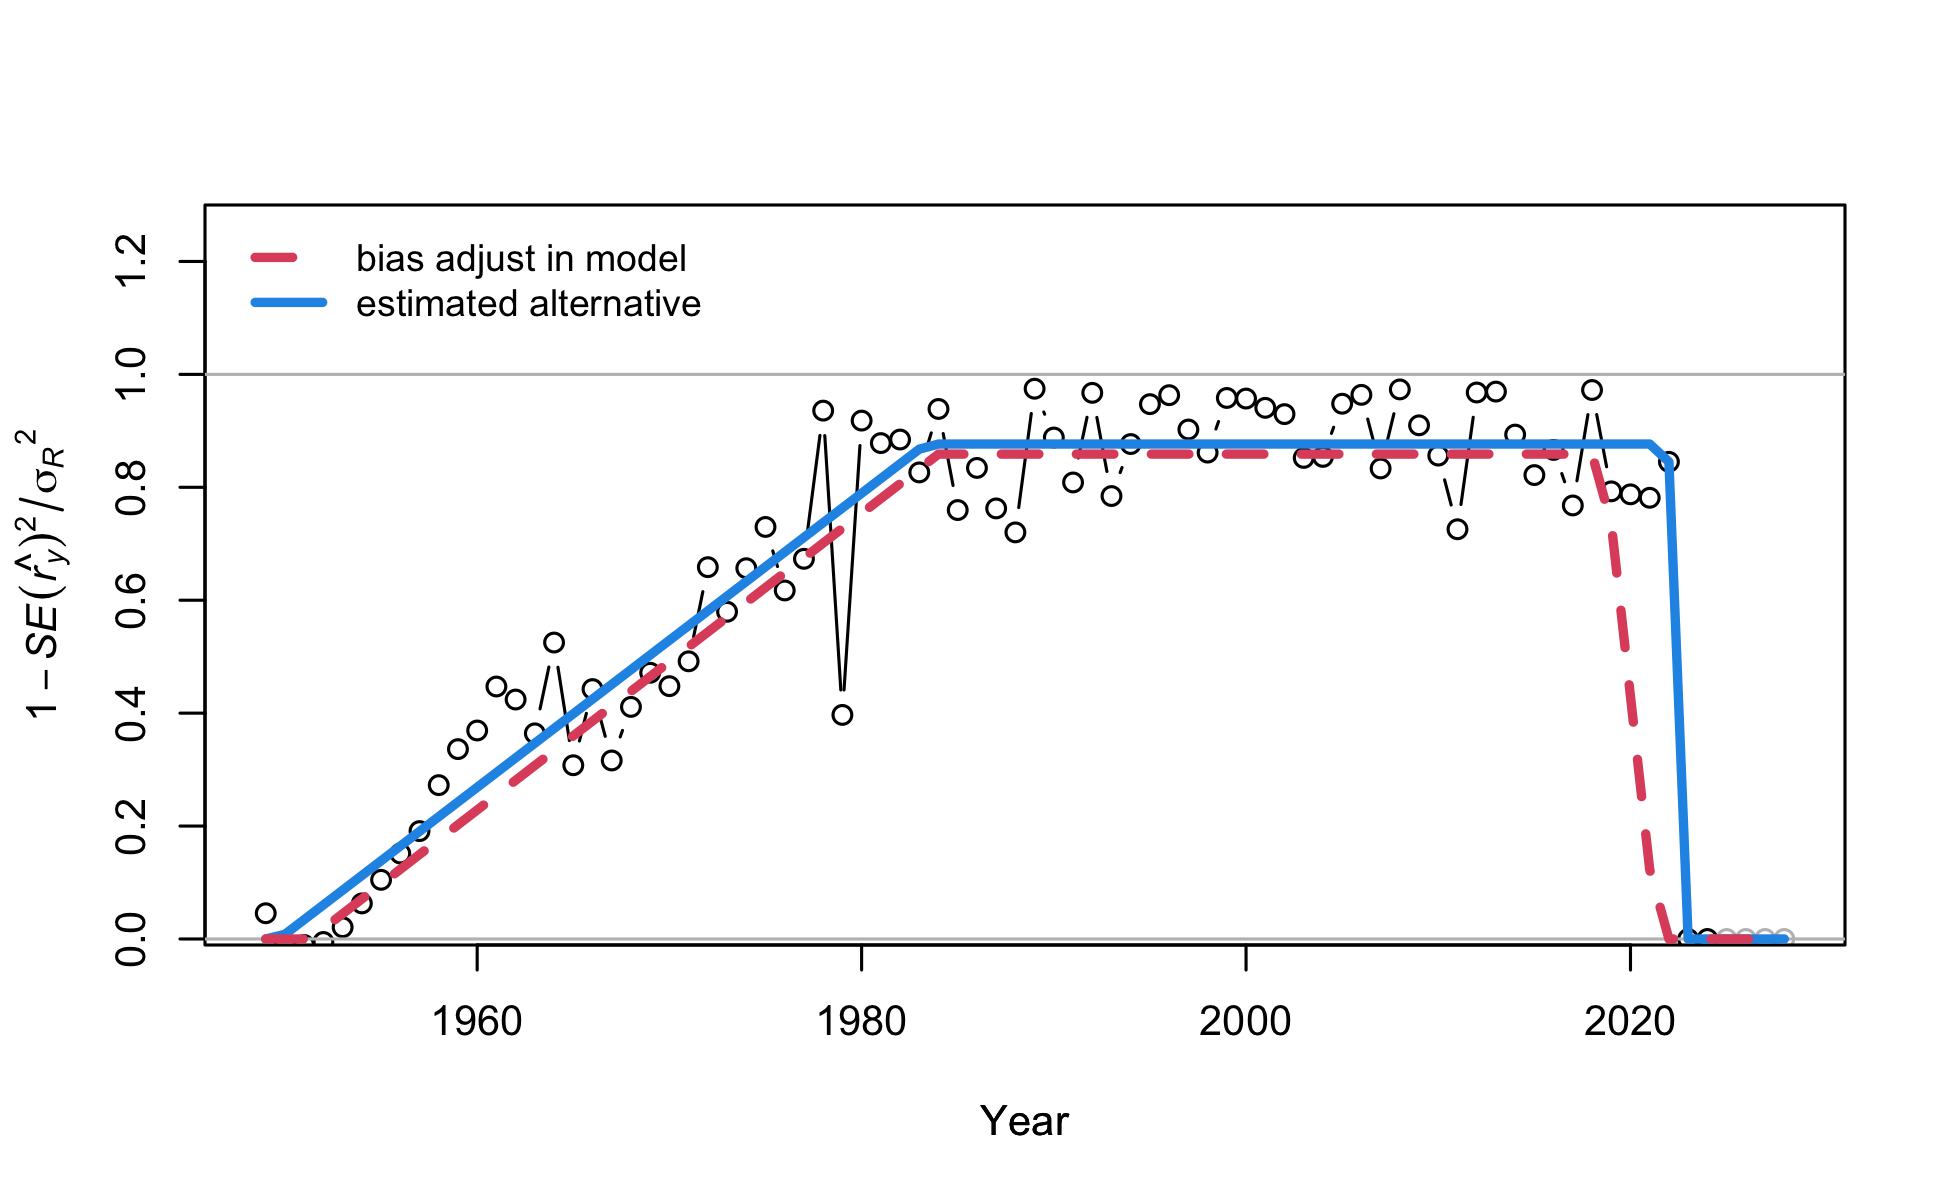 bias adjust in model
estimated alternative
1 − SE(r̂y)²/σR²
1.2
1.0
0.8
0.6
0.4
0.2
0.0
1960 1980 2000 2020
Year